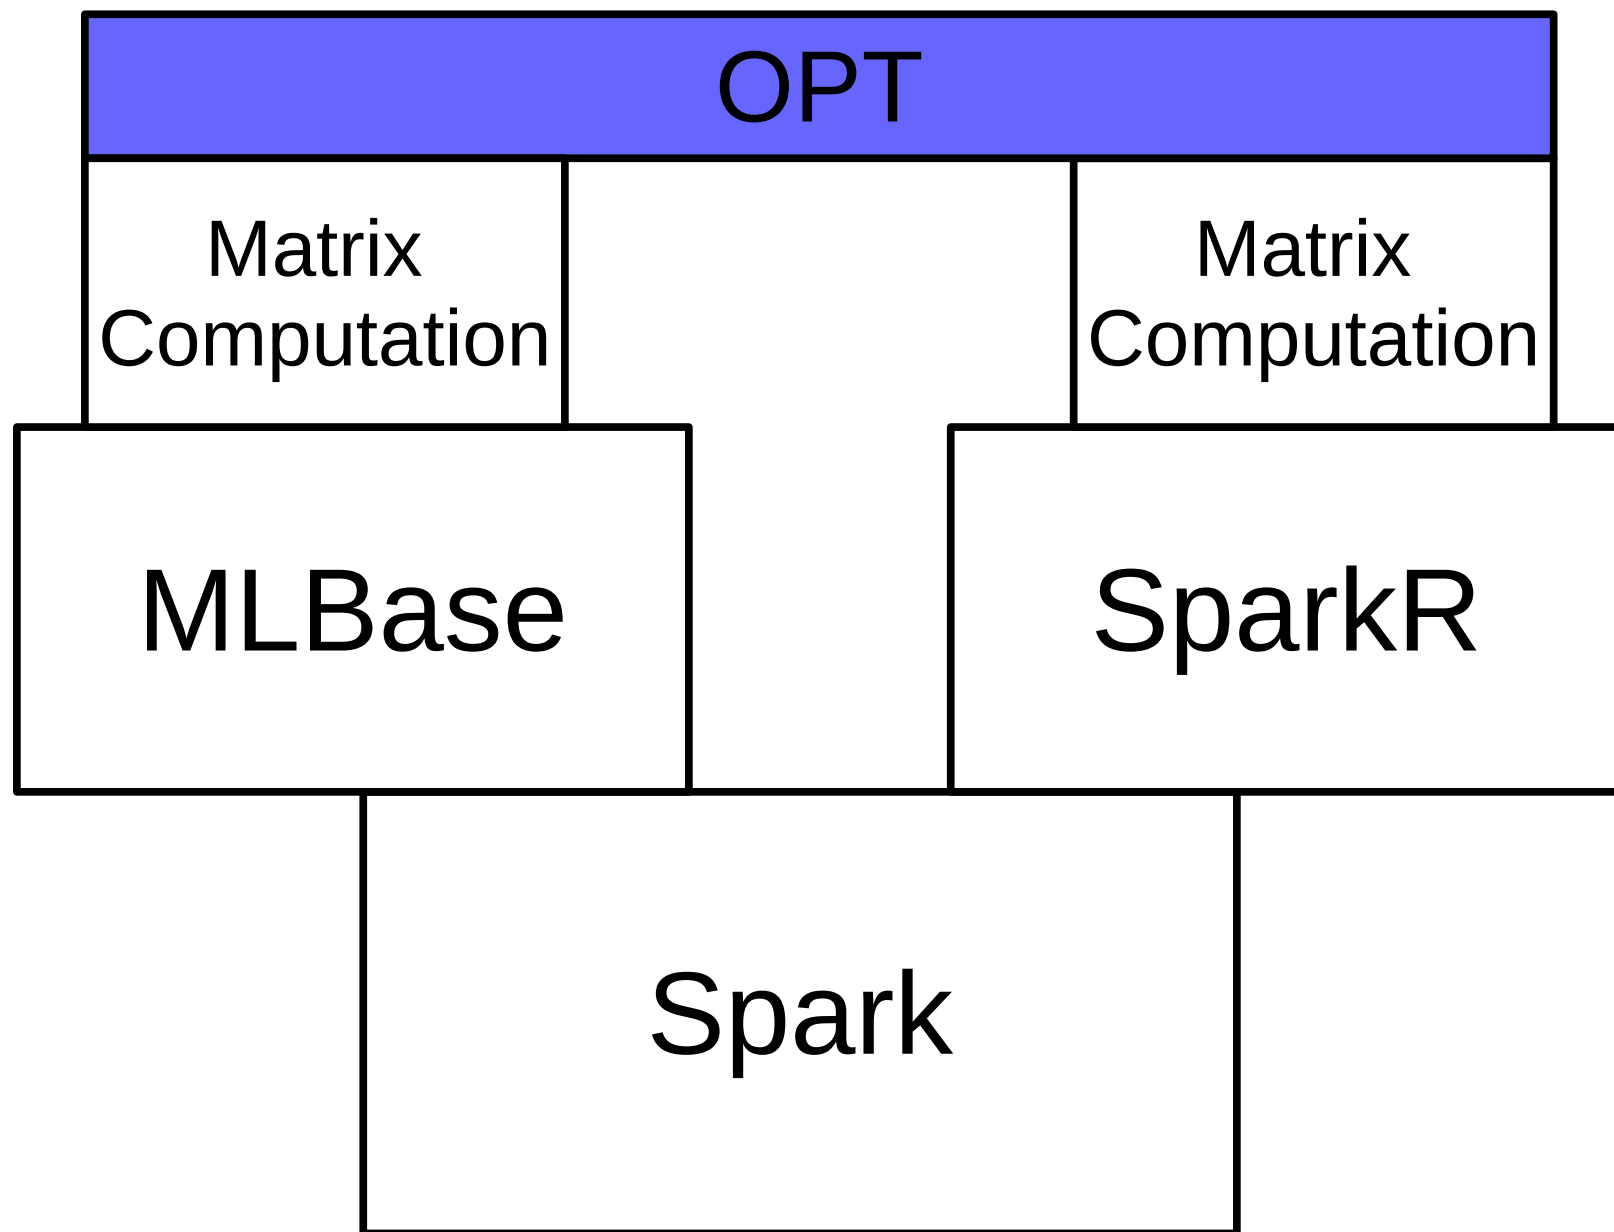 OPT
Matrix
Computation
Matrix
Computation
MLBase
SparkR
Spark